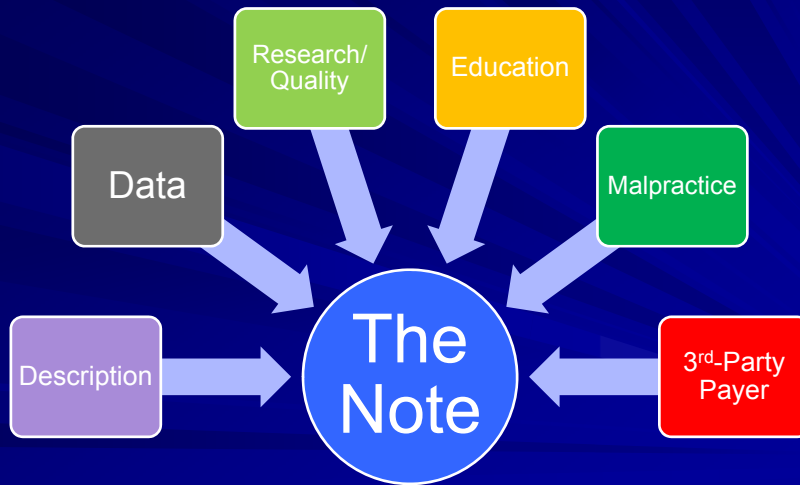 Research/
Quality
Education
Data
Malpractice
Description
The
Note
3rd-Party
Payer